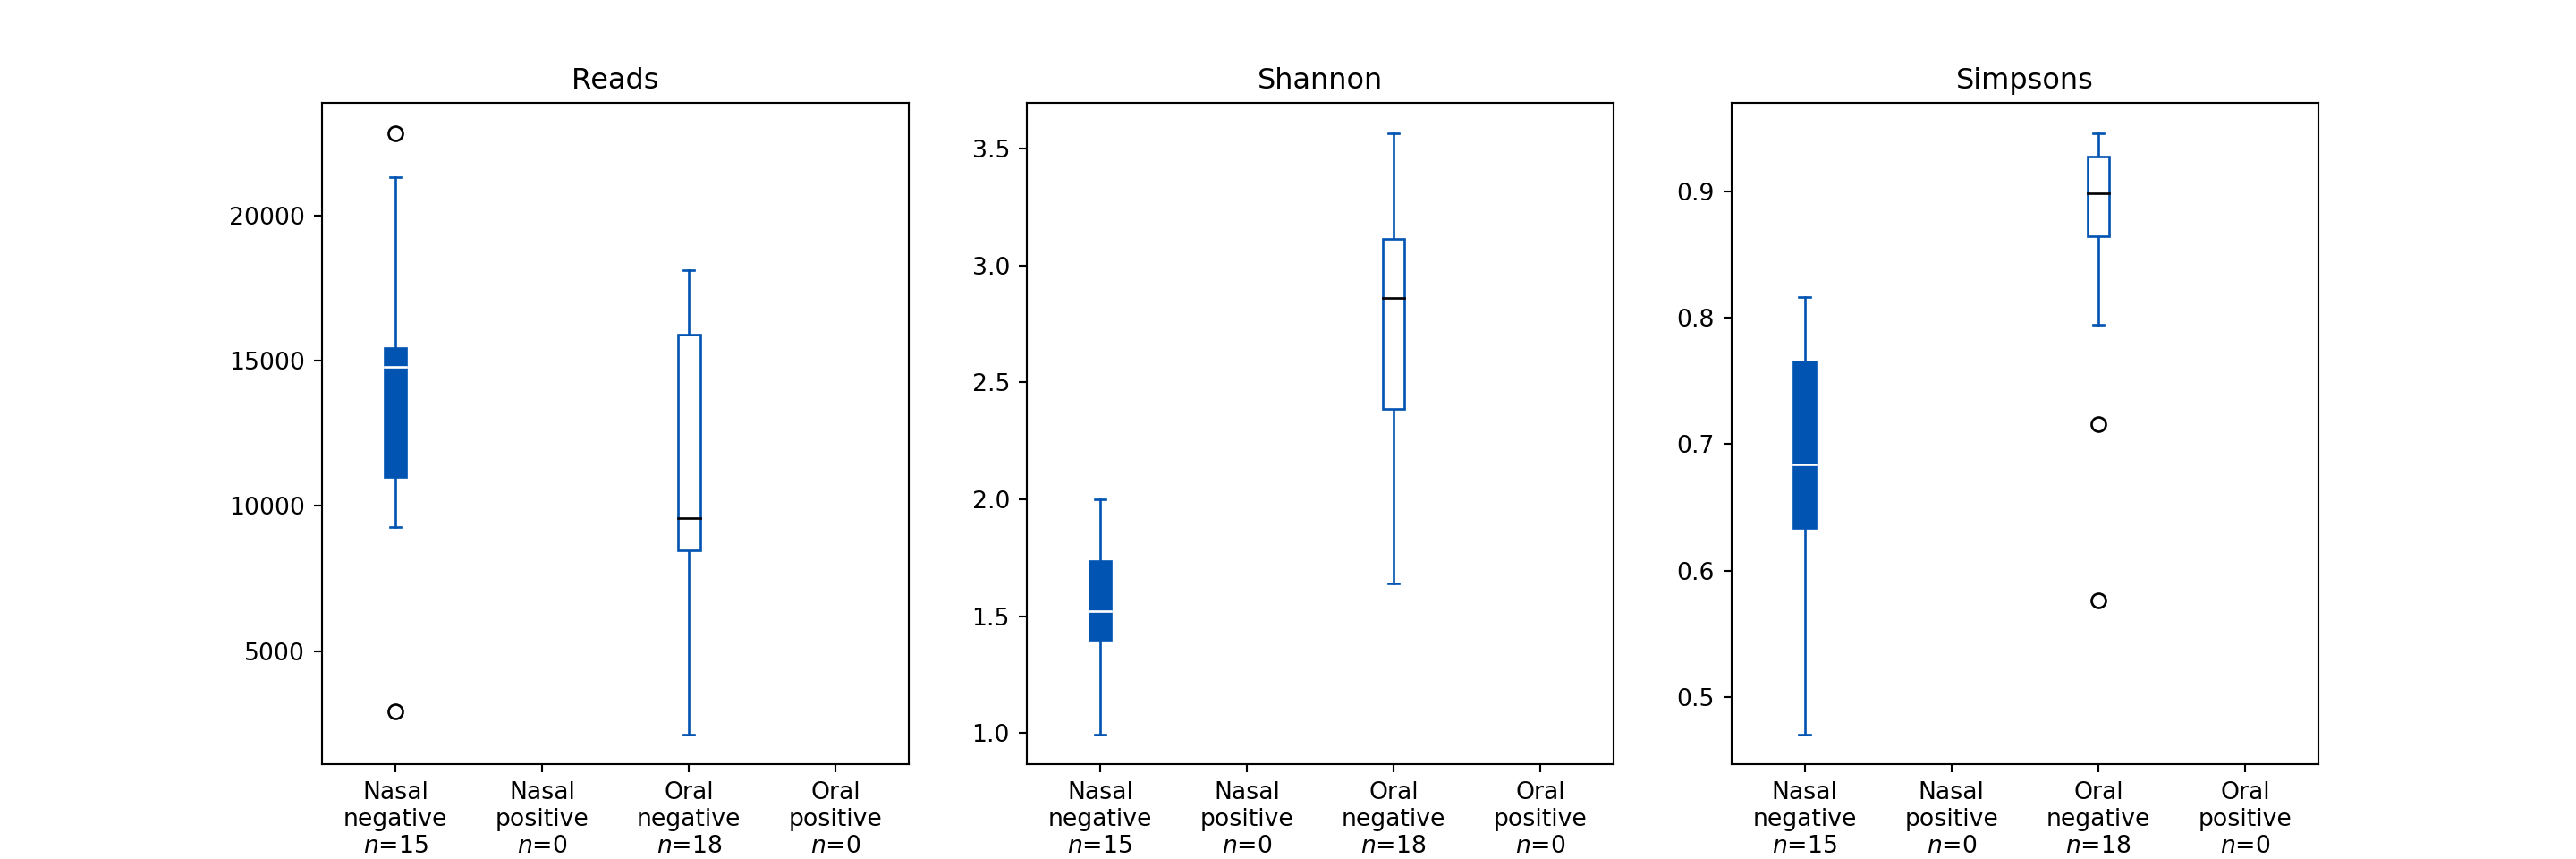 Reads
20000
15000
10000
5000
Nasal
negative
n=15
Nasal
positive
n=0
Oral
negative
n=18
Oral
positive
n=0
Shannon
3.5
3.0
2.5
2.0
1.5
1.0
Nasal
negative
n=15
Nasal
positive
n=0
Oral
negative
n=18
Oral
positive
n=0
Simpsons
0.9
0.8
0.7
0.6
0.5
Nasal
negative
n=15
Nasal
positive
n=0
Oral
negative
n=18
Oral
positive
n=0